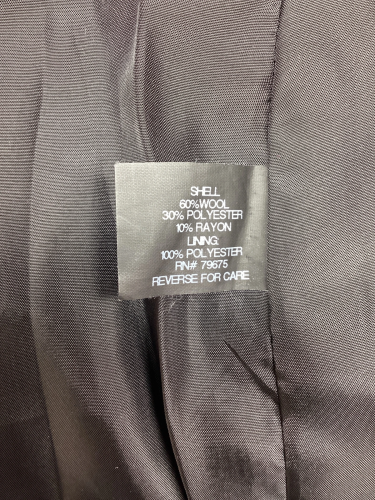 SHELL
60%WOOL
30% POLYESTER
10% RAYON
LINING:
100% POLYESTER
RN# 79675
REVERSE FOR CARE